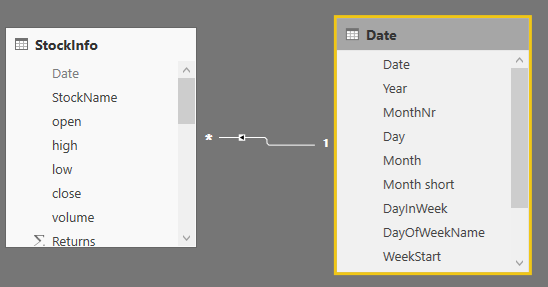 StockInfo
Date
StockName
open
high
low
close
volume
Σ Returns
* 1
Date
Date
Year
MonthNr
Day
Month
Month short
DayInWeek
DayOfWeekName
WeekStart